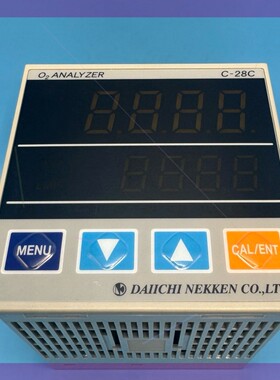 O₂ ANALYZER C-28C
MENU CAL/ENT
DAIICHI NEKKEN CO.,LT